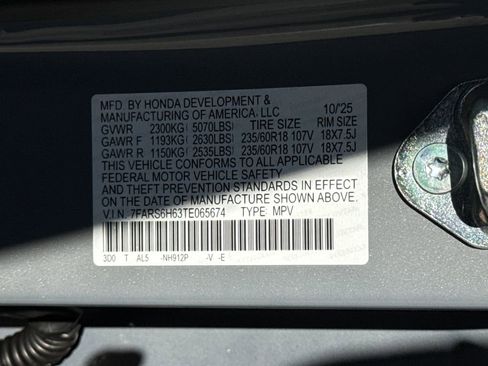 MFD. BY HONDA DEVELOPMENT &
MANUFACTURING OF AMERICA, LLC 10/'25
GVWR 2300KG( 5070LBS) TIRE SIZE RIM SIZE
GAWR F 1193KG( 2630LBS) 235/60R18 107V 18X7.5J
GAWR R 1150KG( 2535LBS) 235/60R18 107V 18X7.5J
THIS VEHICLE CONFORMS TO ALL APPLICABLE
FEDERAL MOTOR VEHICLE SAFETY
AND THEFT PREVENTION STANDARDS IN EFFECT
ON THE DATE OF MANUFACTURE SHOWN ABOVE.
V.I.N. 7FARS6H63TE065674 TYPE: MPV
3D0 T AL5 -NH912P -V -E